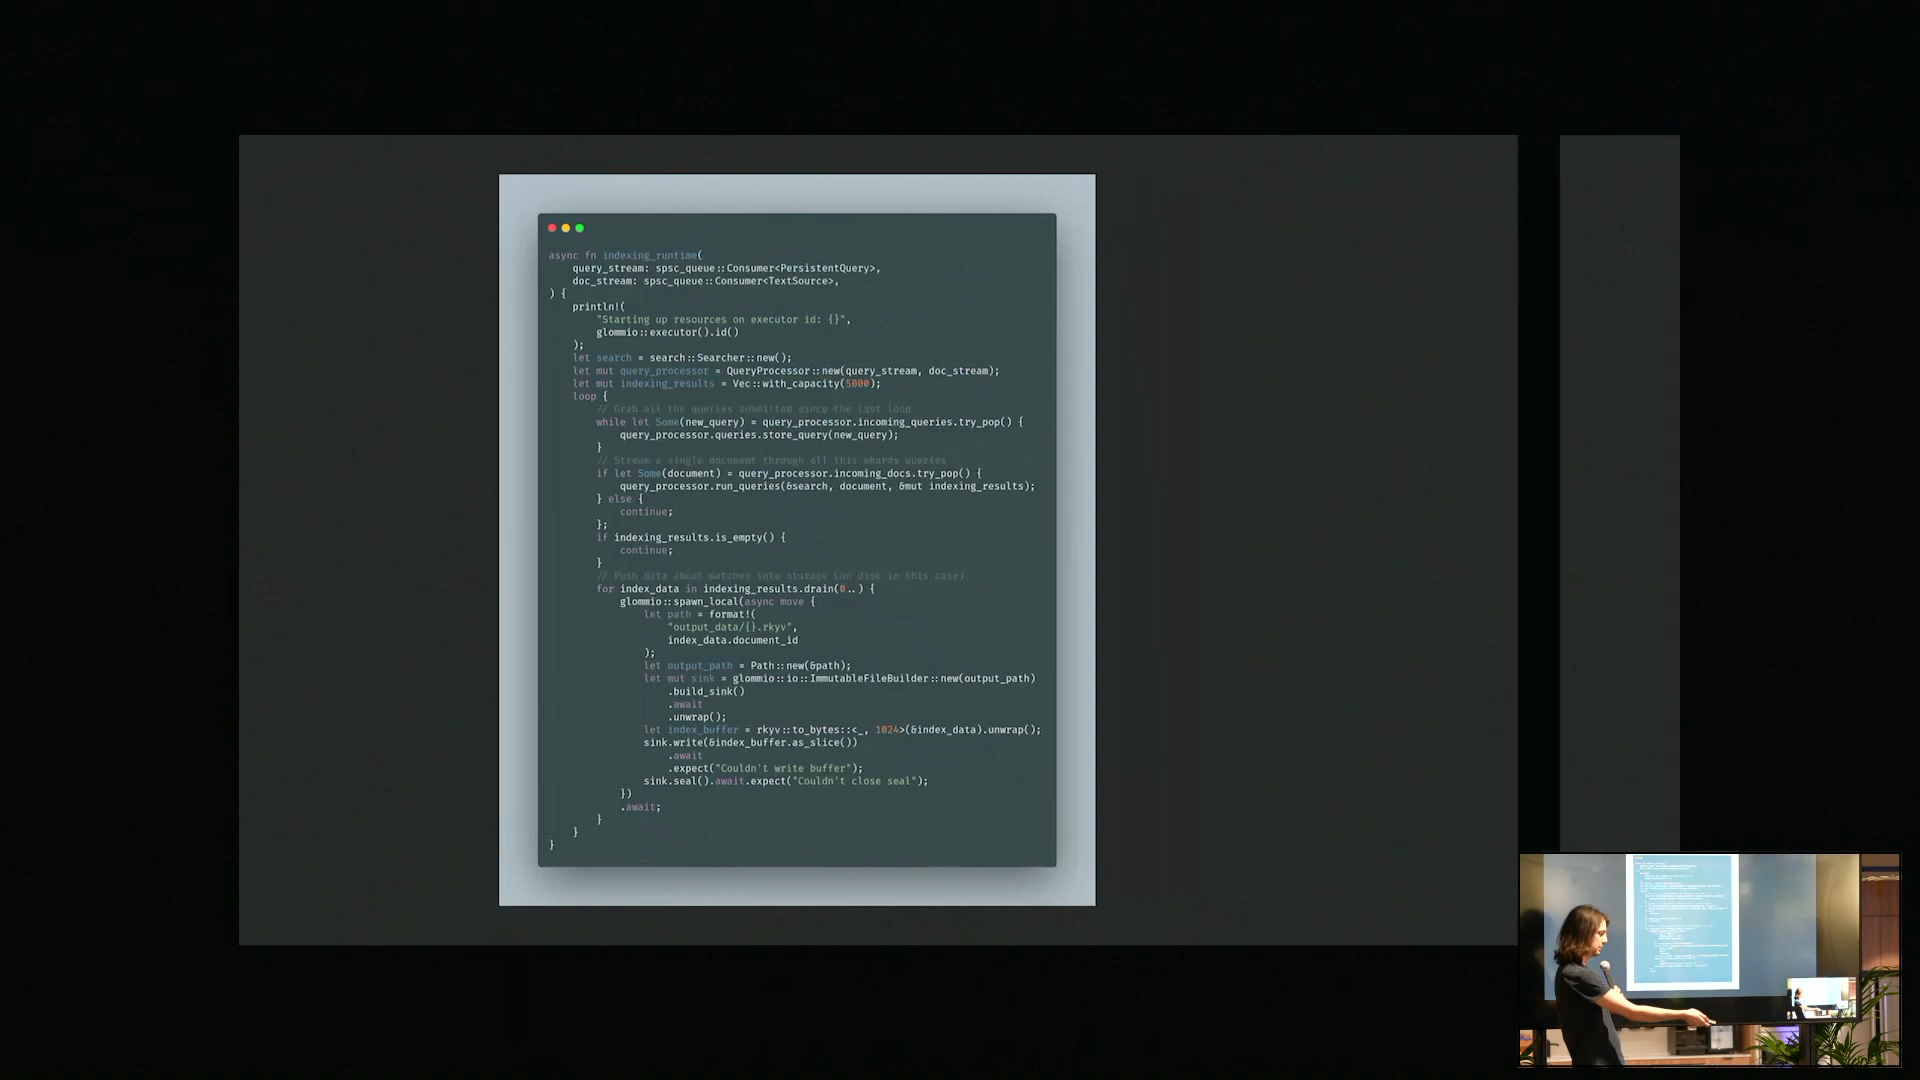 async fn indexing_runtime(
    query_stream: spsc_queue::Consumer<PersistentQuery>,
    doc_stream: spsc_queue::Consumer<TextSource>,
) {
    println!(
        "Starting up resources on executor id: {}",
        glommio::executor().id()
    );
    let search = search::Searcher::new();
    let mut query_processor = QueryProcessor::new(query_stream, doc_stream);
    let mut indexing_results = Vec::with_capacity(5000);
    loop {
        // Grab all the queries submitted since the last loop
        while let Some(new_query) = query_processor.incoming_queries.try_pop() {
            query_processor.queries.store_query(new_query);
        }
        // Stream a single document through all this shards queries
        if let Some(document) = query_processor.incoming_docs.try_pop() {
            query_processor.run_queries(&search, document, &mut indexing_results);
        } else {
            continue;
        };
        if indexing_results.is_empty() {
            continue;
        }
        // Push data about matches into storage (on disk in this case)
        for index_data in indexing_results.drain(0..) {
            glommio::spawn_local(async move {
                let path = format!(
                    "output_data/{}.rkyv",
                    index_data.document_id
                );
                let output_path = Path::new(&path);
                let mut sink = glommio::io::ImmutableFileBuilder::new(output_path)
                    .build_sink()
                    .await
                    .unwrap();
                let index_buffer = rkyv::to_bytes::<_, 1024>(&index_data).unwrap();
                sink.write(&index_buffer.as_slice())
                    .await
                    .expect("Couldn't write buffer");
                sink.seal().await.expect("Couldn't close seal");
            })
            .await;
        }
    }
}